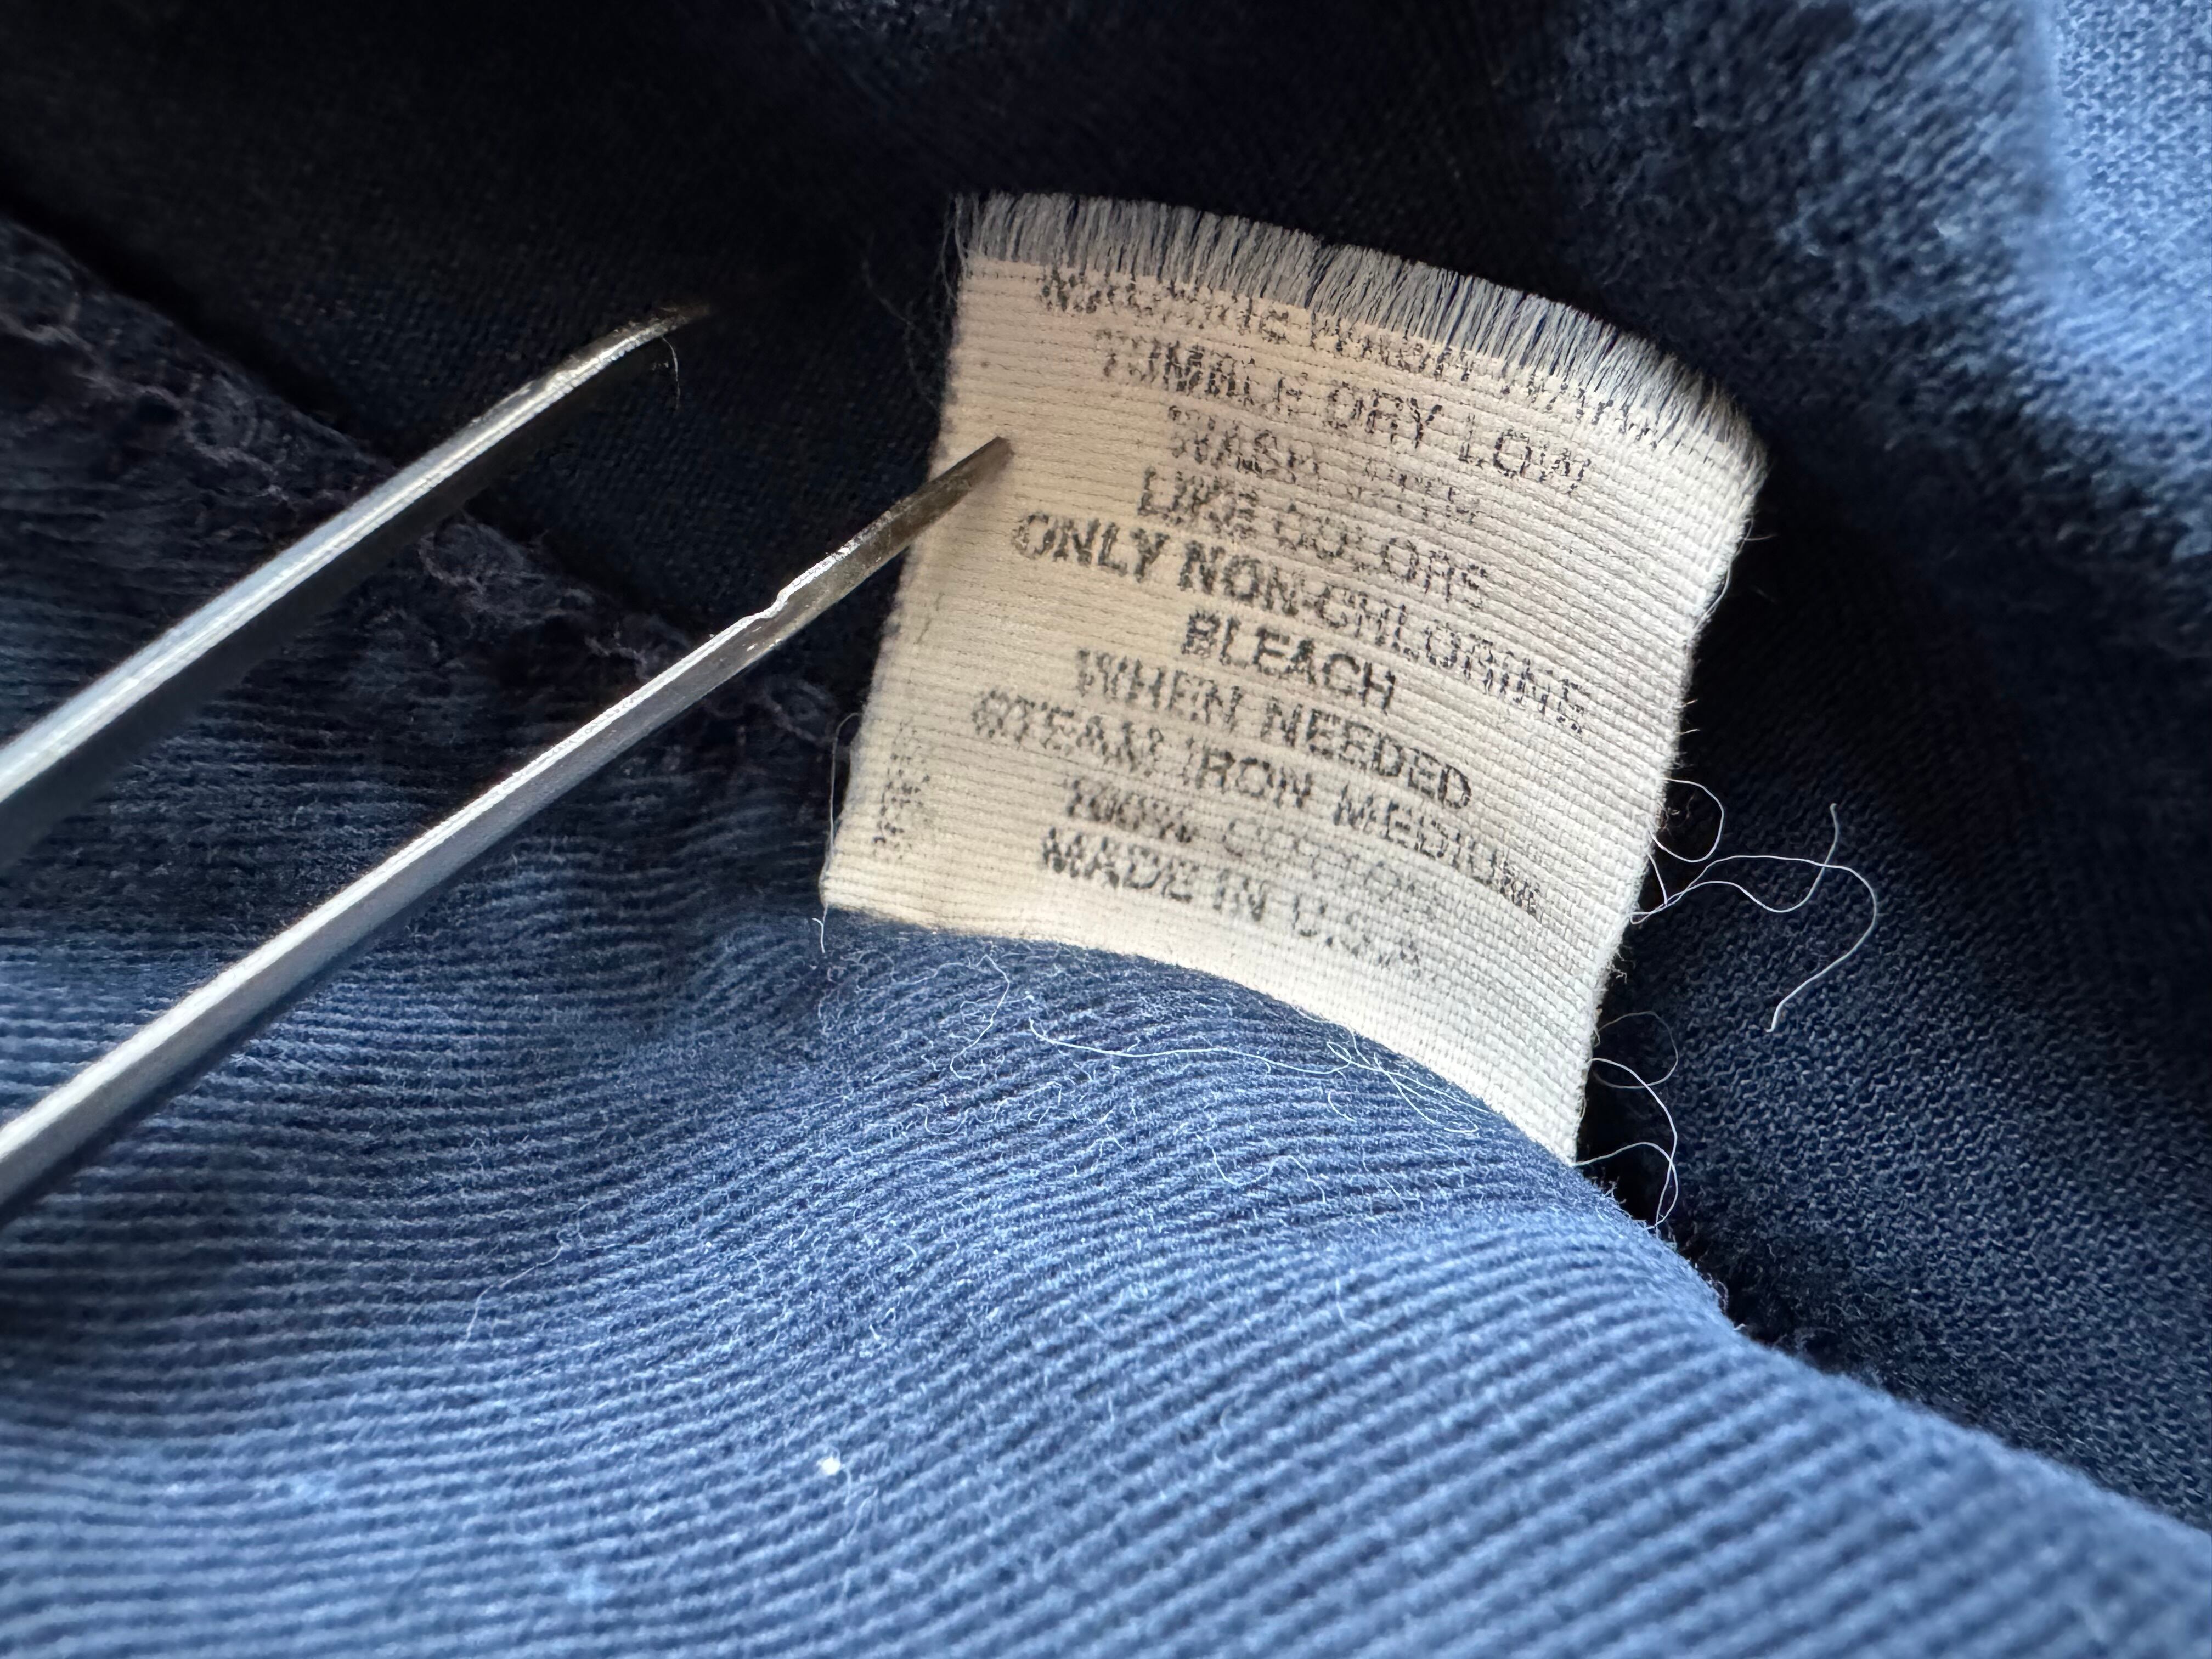 MACHINE WASH WARM
TUMBLE DRY LOW
WASH WITH
LIKE COLORS
ONLY NON-CHLORINE
BLEACH
WHEN NEEDED
STEAM IRON MEDIUM
100% COTTON
MADE IN U.S.A.